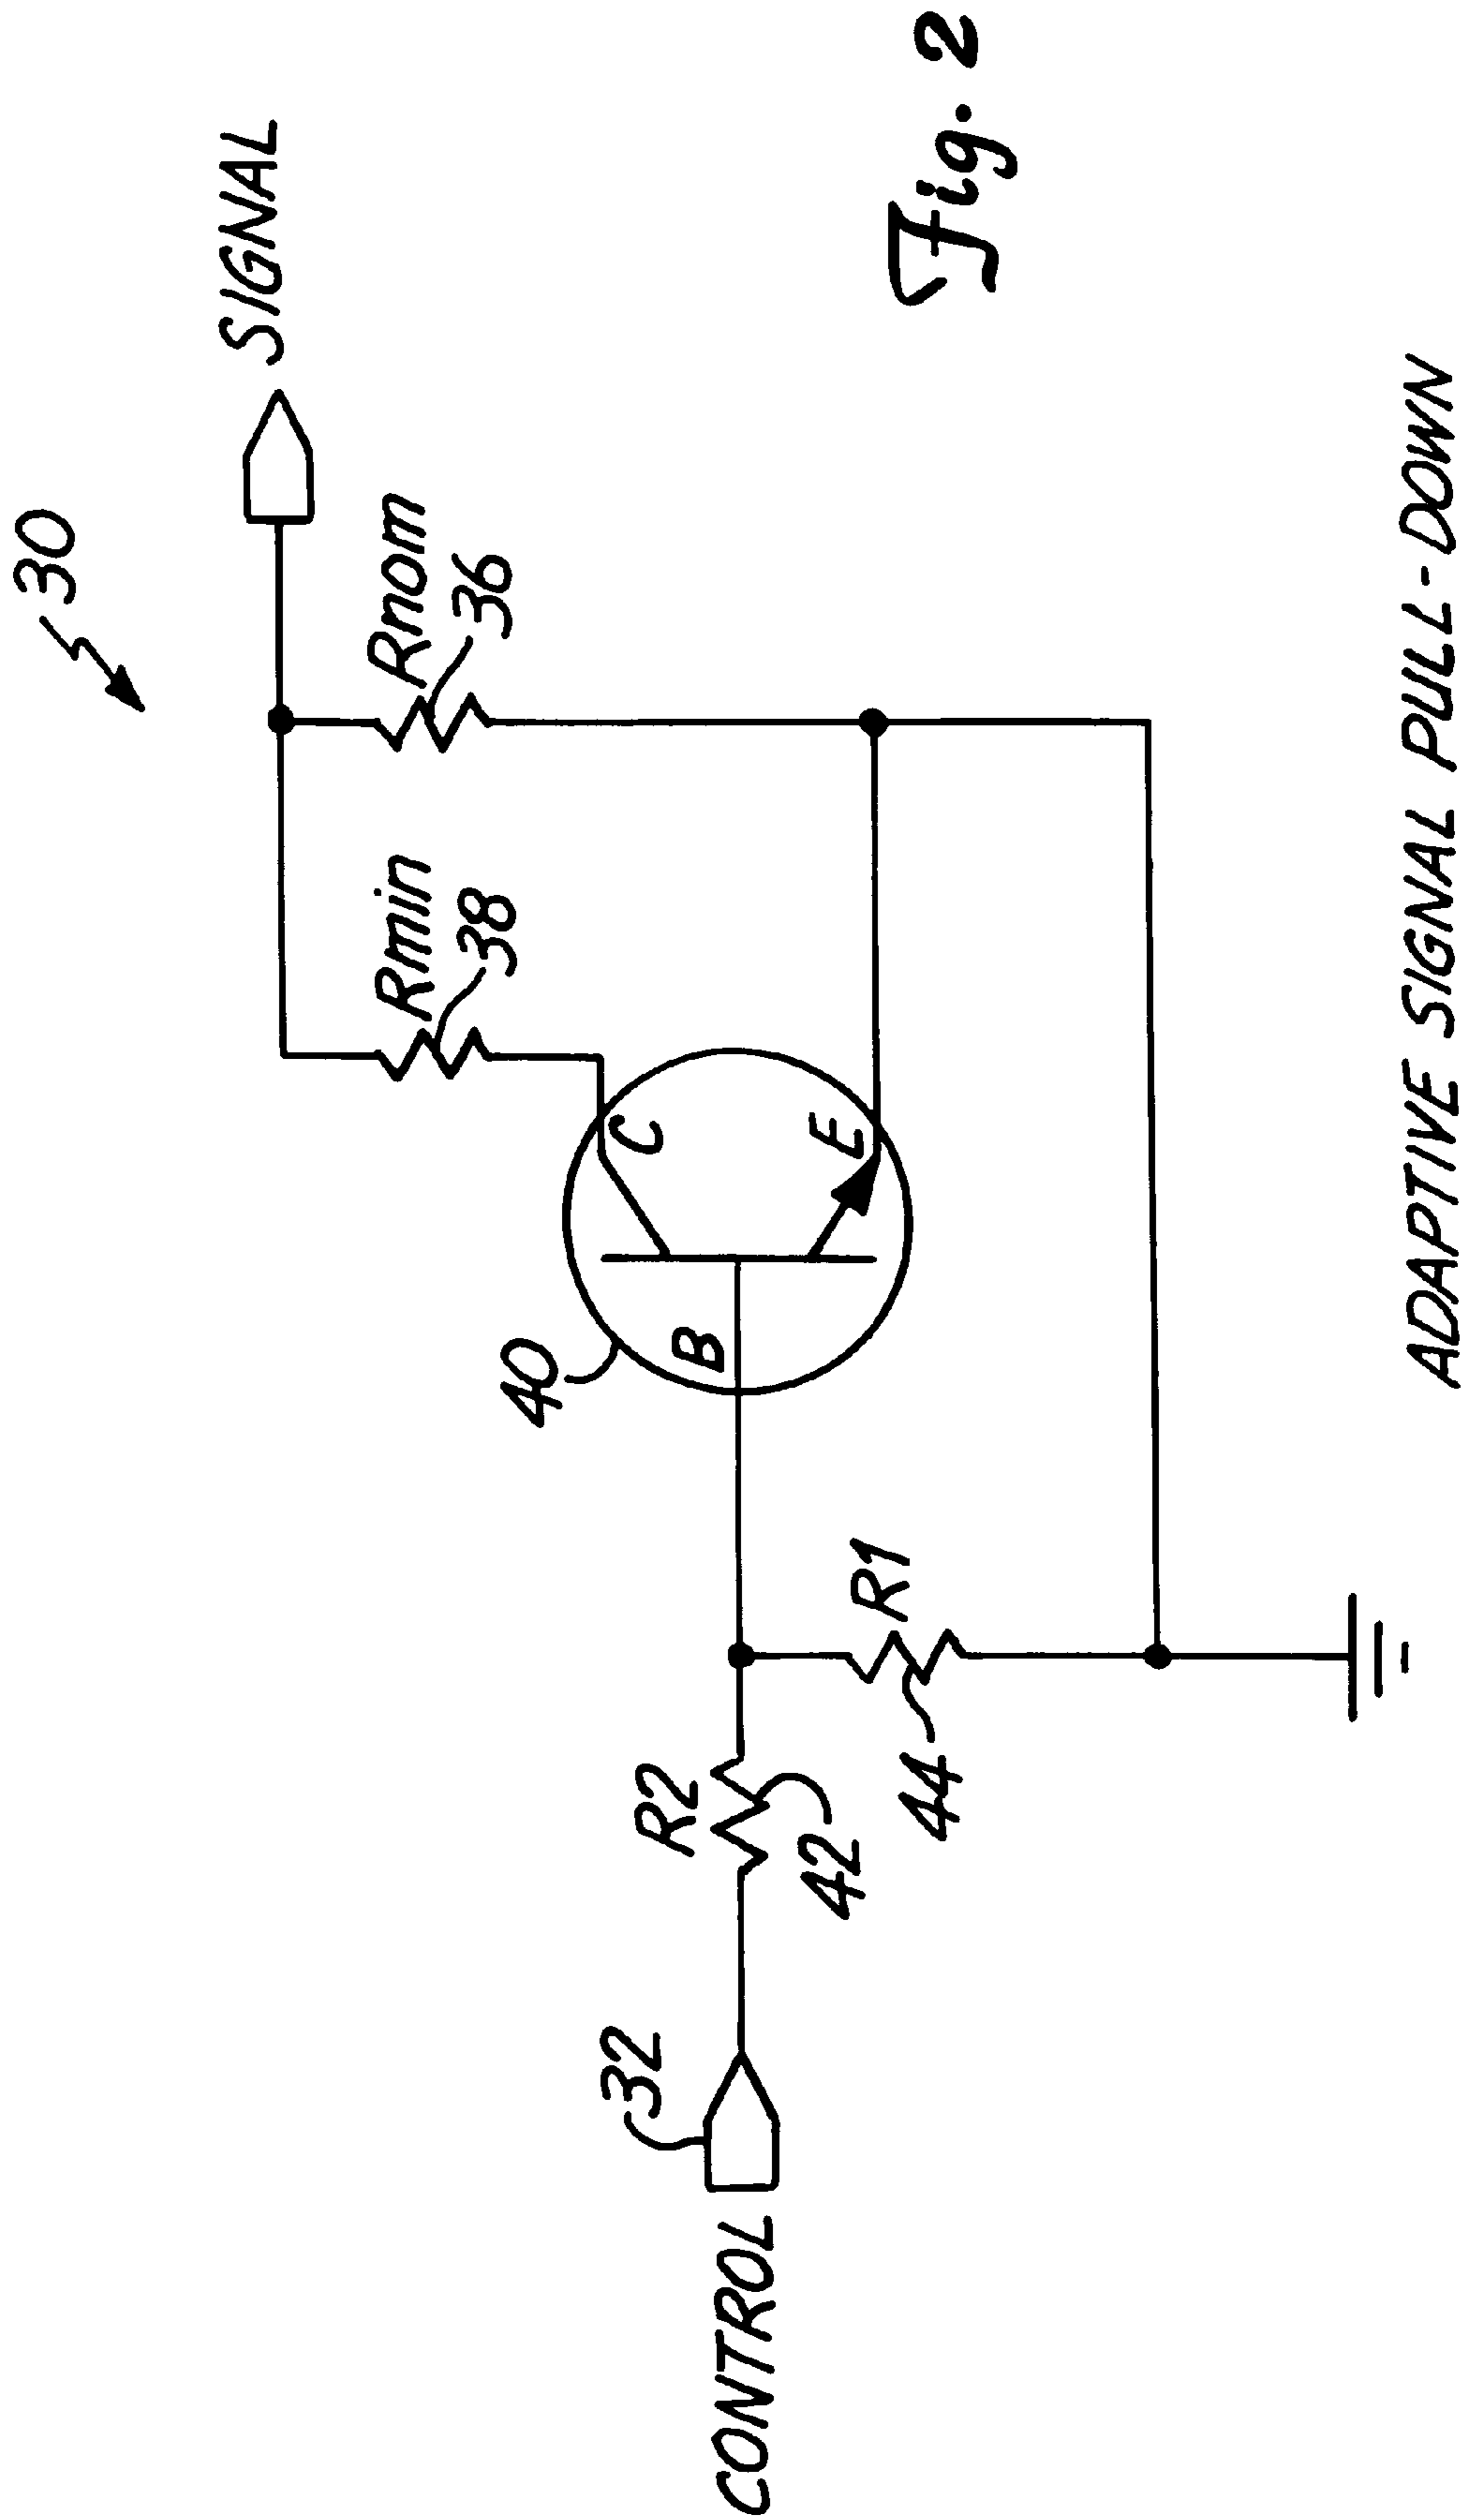 30
SIGNAL
Rnom
36
Rmin
38
40
C
B
E
R2
42
R1
44
32
CONTROL
Fig. 2
ADAPTIVE SIGNAL PULL-DOWN